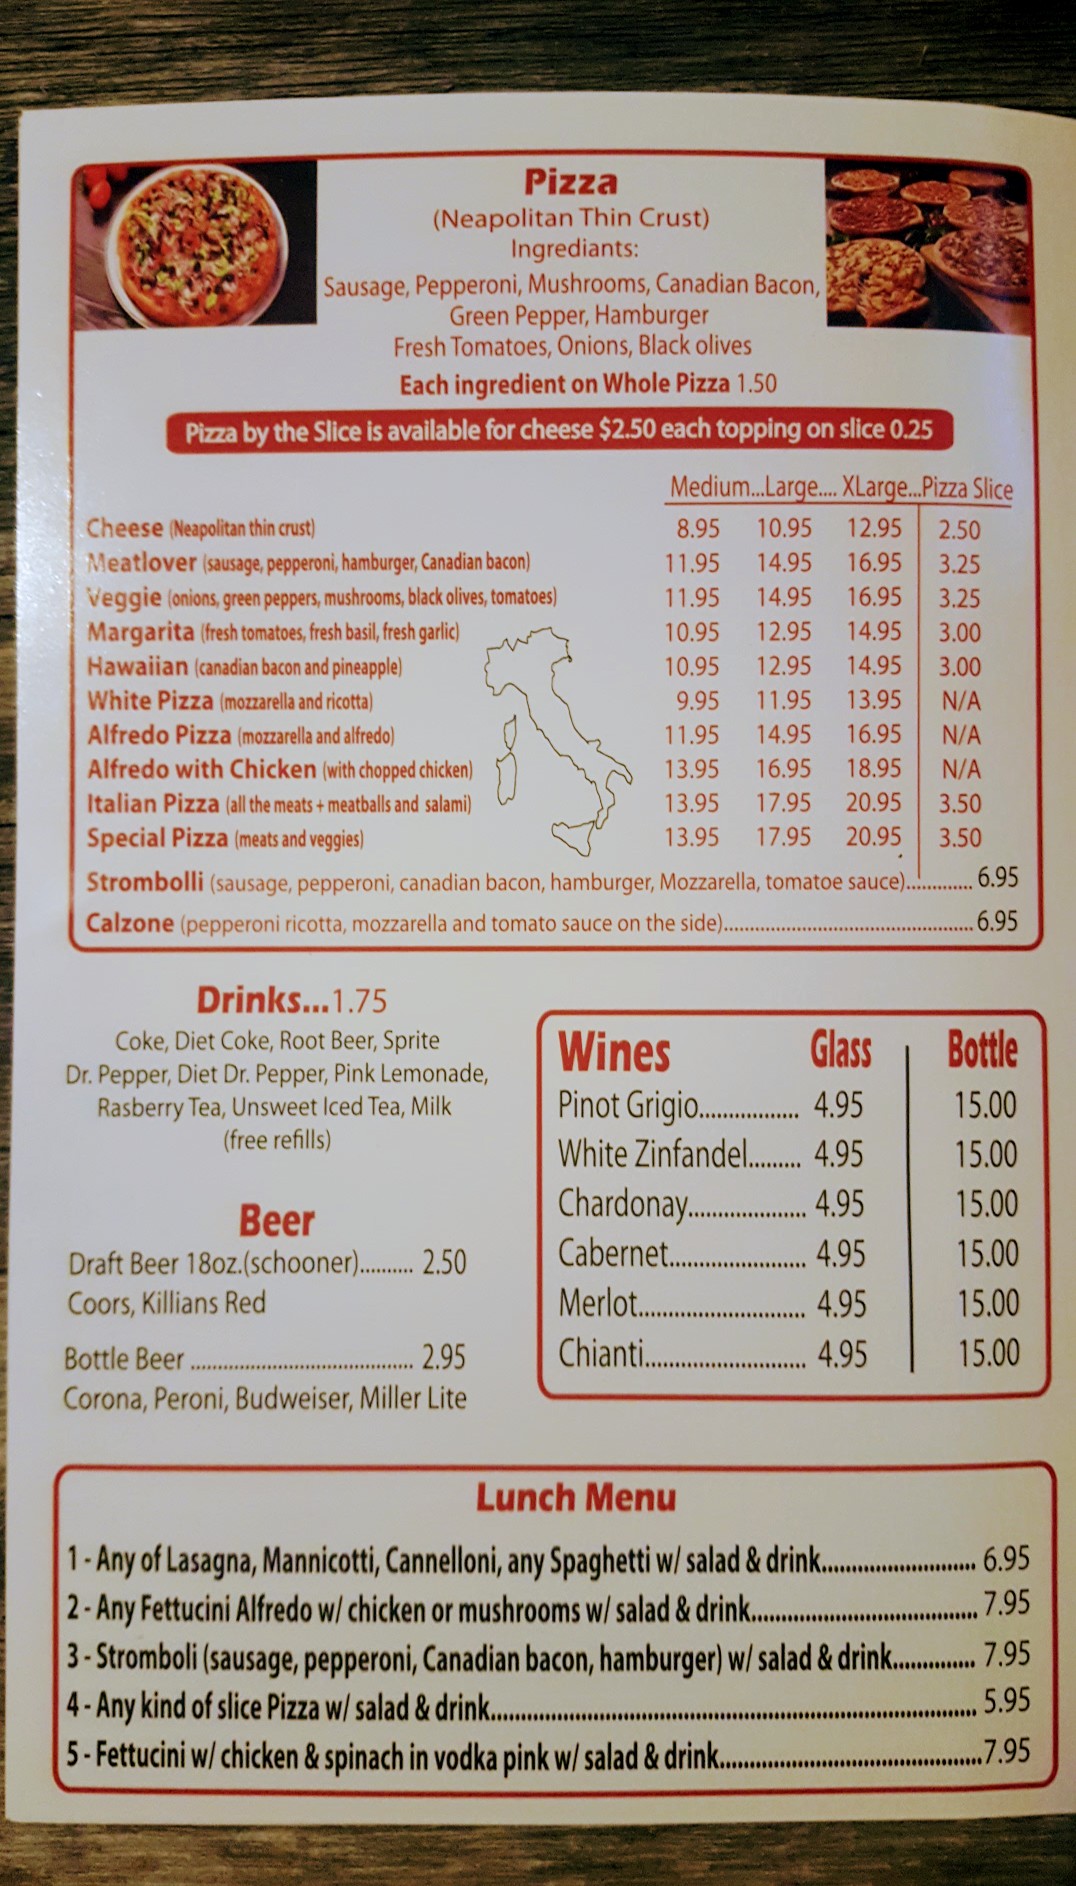 Pizza
(Neapolitan Thin Crust)
Ingrediants:
Sausage, Pepperoni, Mushrooms, Canadian Bacon,
Green Pepper, Hamburger
Fresh Tomatoes, Onions, Black olives
Each ingredient on Whole Pizza 1.50
Pizza by the Slice is available for cheese $2.50 each topping on slice 0.25
Medium...Large.... XLarge...Pizza Slice
Cheese (Neapolitan thin crust) 8.95 10.95 12.95 2.50
Meatlover (sausage, pepperoni, hamburger, Canadian bacon) 11.95 14.95 16.95 3.25
Veggie (onions, green peppers, mushrooms, black olives, tomatoes) 11.95 14.95 16.95 3.25
Margarita (fresh tomatoes, fresh basil, fresh garlic) 10.95 12.95 14.95 3.00
Hawaiian (canadian bacon and pineapple) 10.95 12.95 14.95 3.00
White Pizza (mozzarella and ricotta) 9.95 11.95 13.95 N/A
Alfredo Pizza (mozzarella and alfredo) 11.95 14.95 16.95 N/A
Alfredo with Chicken (with chopped chicken) 13.95 16.95 18.95 N/A
Italian Pizza (all the meats + meatballs and salami) 13.95 17.95 20.95 3.50
Special Pizza (meats and veggies) 13.95 17.95 20.95 3.50
Strombolli (sausage, pepperoni, canadian bacon, hamburger, Mozzarella, tomatoe sauce)............. 6.95
Calzone (pepperoni ricotta, mozzarella and tomato sauce on the side)............................................. 6.95
Drinks...1.75
Coke, Diet Coke, Root Beer, Sprite
Dr. Pepper, Diet Dr. Pepper, Pink Lemonade,
Rasberry Tea, Unsweet Iced Tea, Milk
(free refills)
Beer
Draft Beer 18oz.(schooner).......... 2.50
Coors, Killians Red
Bottle Beer ........................................ 2.95
Corona, Peroni, Budweiser, Miller Lite
Wines Glass Bottle
Pinot Grigio................. 4.95 15.00
White Zinfandel......... 4.95 15.00
Chardonay.................... 4.95 15.00
Cabernet....................... 4.95 15.00
Merlot............................ 4.95 15.00
Chianti........................... 4.95 15.00
Lunch Menu
1 - Any of Lasagna, Mannicotti, Cannelloni, any Spaghetti w/ salad & drink.......................... 6.95
2 - Any Fettucini Alfredo w/ chicken or mushrooms w/ salad & drink..................................... 7.95
3 - Stromboli (sausage, pepperoni, Canadian bacon, hamburger) w/ salad & drink.............. 7.95
4 - Any kind of slice Pizza w/ salad & drink.................................................................................. 5.95
5 - Fettucini w/ chicken & spinach in vodka pink w/ salad & drink..........................................7.95